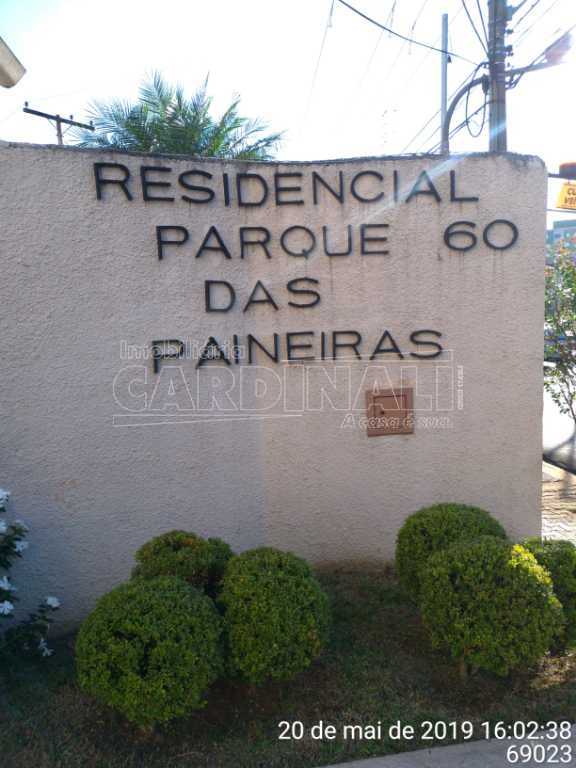 RESIDENCIAL
PARQUE 60
DAS
PAINEIRAS
Imobiliária
CARDINALI
A casa é sua.
20 de mai de 2019 16:02:38
69023